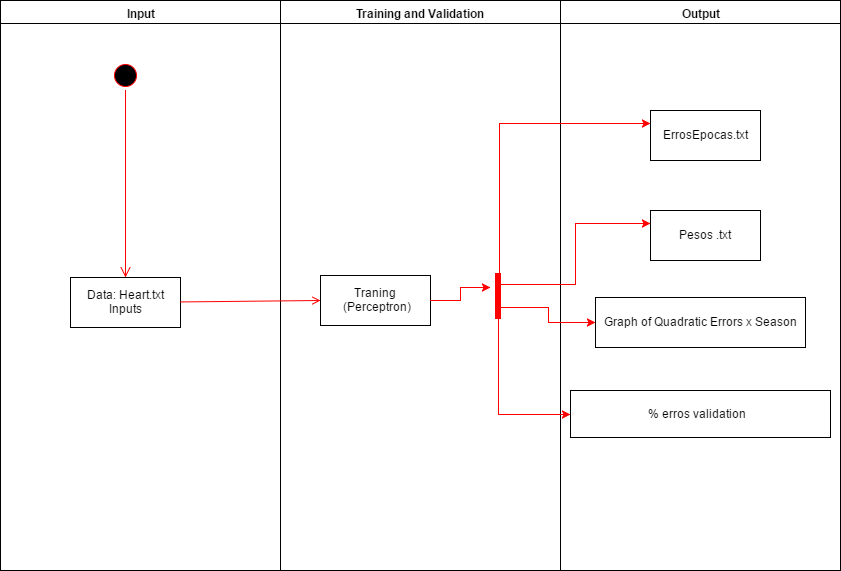 Input
Training and Validation
Output
ErrosEpocas.txt
Pesos .txt
Data: Heart.txt
Inputs
Traning
(Perceptron)
Graph of Quadratic Errors x Season
% erros validation